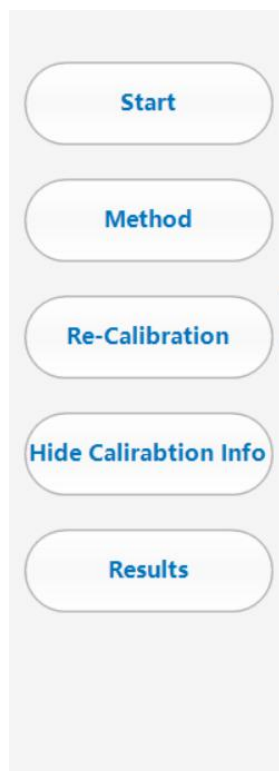 Start
Method
Re-Calibration
Hide Calirabtion Info
Results